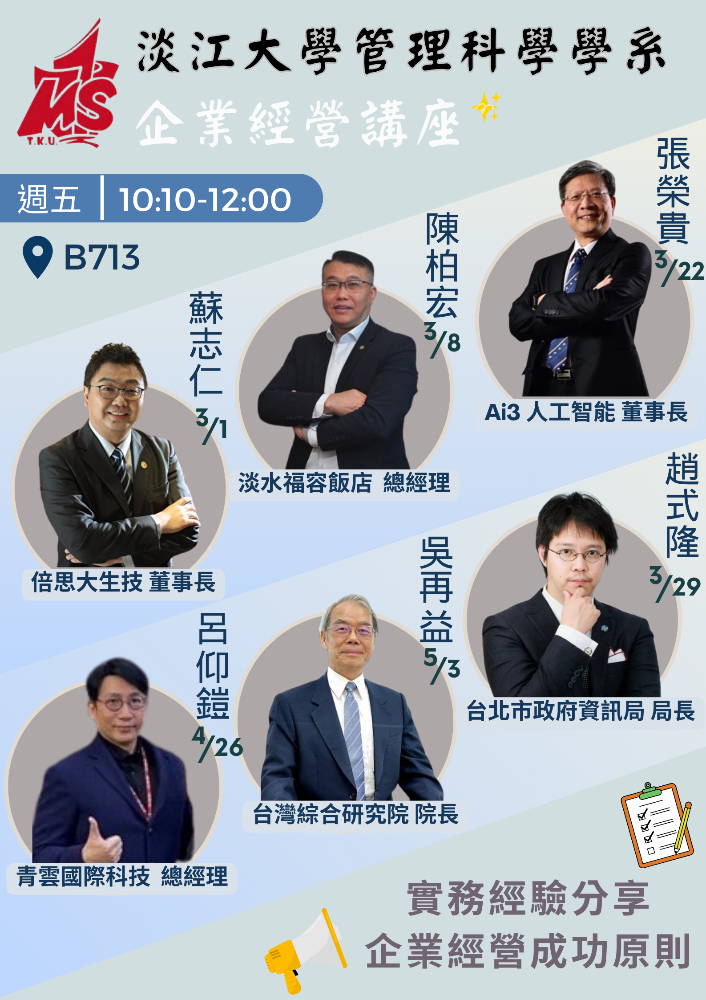 淡江大學管理科學學系
企業經營講座
MS
T.K.U.
週五 | 10:10-12:00
B713
蘇志仁
3/1
倍思大生技 董事長
陳柏宏
3/8
淡水福容飯店 總經理
張榮貴
3/22
Ai3 人工智能 董事長
趙式隆
3/29
台北市政府資訊局 局長
呂仰鎧
4/26
青雲國際科技 總經理
吳再益
5/3
台灣綜合研究院 院長
實務經驗分享
企業經營成功原則